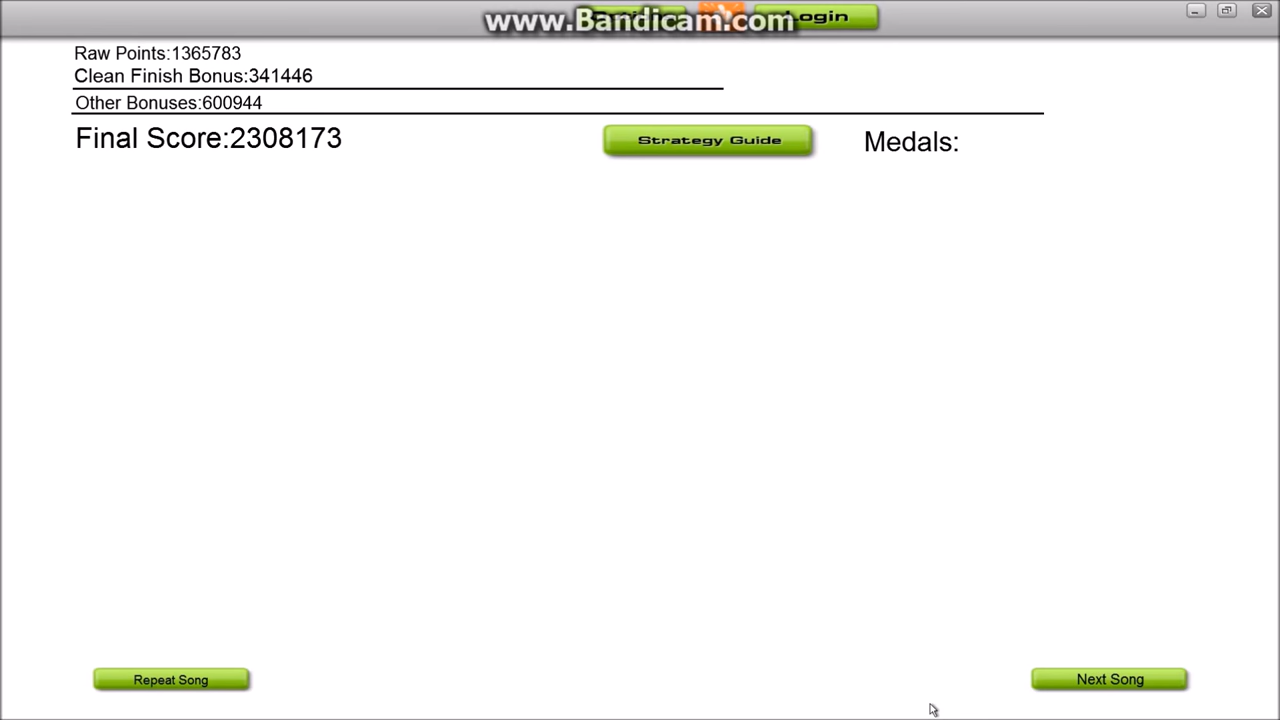 www.Bandicam.com
Login
Raw Points:1365783
Clean Finish Bonus:341446
Other Bonuses:600944
Final Score:2308173
Strategy Guide
Medals:
Repeat Song
Next Song